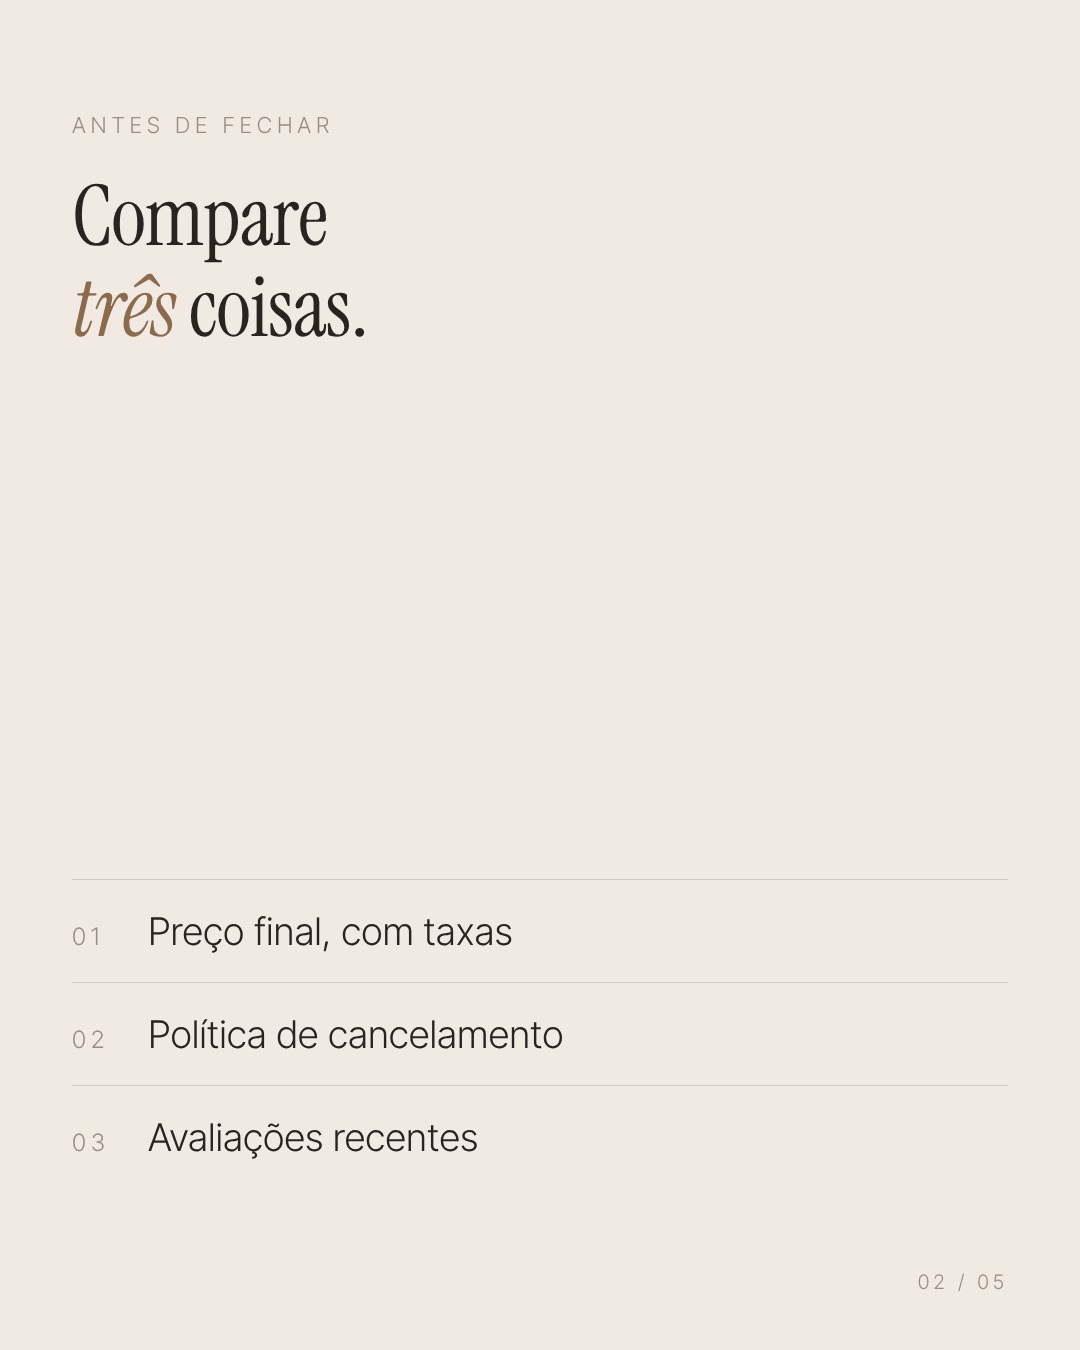 ANTES DE FECHAR
Compare
três coisas.
01 Preço final, com taxas
02 Política de cancelamento
03 Avaliações recentes
02 / 05